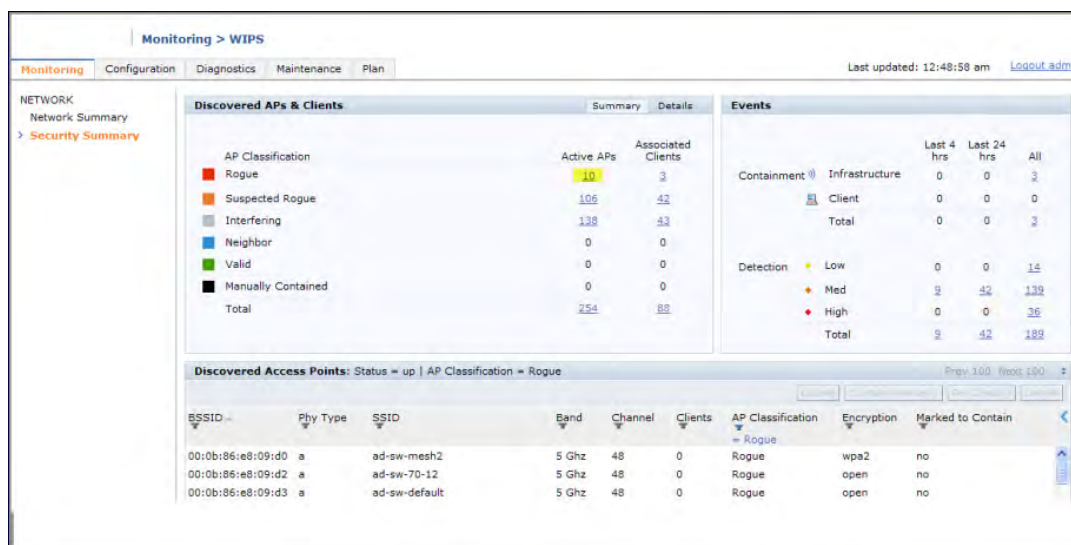 Monitoring > WIPS
Monitoring Configuration Diagnostics Maintenance Plan Last updated: 12:48:58 am Logout adm
NETWORK
Network Summary
> Security Summary
Discovered APs & Clients Summary Details
AP Classification Active APs Associated Clients
Rogue 10 3
Suspected Rogue 106 42
Interfering 138 43
Neighbor 0 0
Valid 0 0
Manually Contained 0 0
Total 254 88
Events
Last 4 hrs Last 24 hrs All
Containment Infrastructure 0 0 3
Client 0 0 0
Total 0 0 3
Detection Low 0 0 14
Med 9 42 139
High 0 0 36
Total 9 42 189
Discovered Access Points: Status = up | AP Classification = Rogue Prev 100 Next 100
BSSID Phy Type SSID Band Channel Clients AP Classification Encryption Marked to Contain
= Rogue
00:0b:86:e8:09:d0 a ad-sw-mesh2 5 Ghz 48 0 Rogue wpa2 no
00:0b:86:e8:09:d2 a ad-sw-70-12 5 Ghz 48 0 Rogue open no
00:0b:86:e8:09:d3 a ad-sw-default 5 Ghz 48 0 Rogue open no